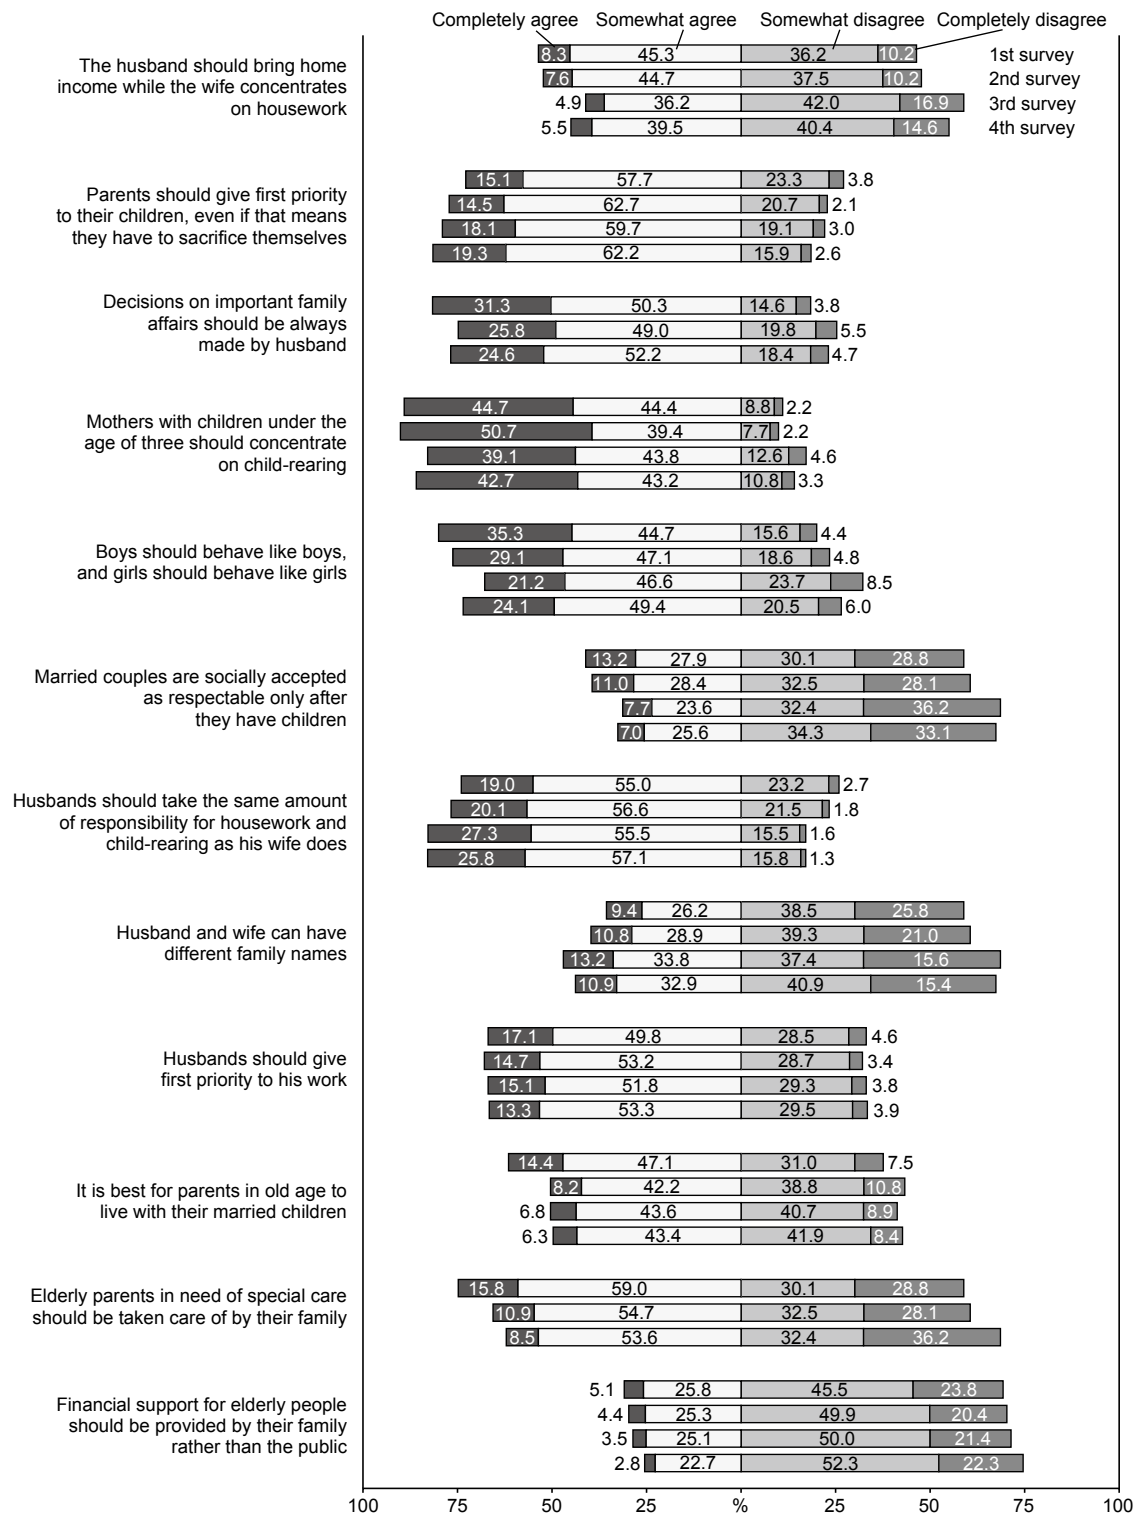 Completely agree Somewhat agree Somewhat disagree Completely disagree
The husband should bring home
income while the wife concentrates
on housework
8.3 45.3 36.2 10.2 1st survey
7.6 44.7 37.5 10.2 2nd survey
4.9 36.2 42.0 16.9 3rd survey
5.5 39.5 40.4 14.6 4th survey
Parents should give first priority
to their children, even if that means
they have to sacrifice themselves
15.1 57.7 23.3 3.8
14.5 62.7 20.7 2.1
18.1 59.7 19.1 3.0
19.3 62.2 15.9 2.6
Decisions on important family
affairs should be always
made by husband
31.3 50.3 14.6 3.8
25.8 49.0 19.8 5.5
24.6 52.2 18.4 4.7
Mothers with children under the
age of three should concentrate
on child-rearing
44.7 44.4 8.8 2.2
50.7 39.4 7.7 2.2
39.1 43.8 12.6 4.6
42.7 43.2 10.8 3.3
Boys should behave like boys,
and girls should behave like girls
35.3 44.7 15.6 4.4
29.1 47.1 18.6 4.8
21.2 46.6 23.7 8.5
24.1 49.4 20.5 6.0
Married couples are socially accepted
as respectable only after
they have children
13.2 27.9 30.1 28.8
11.0 28.4 32.5 28.1
7.7 23.6 32.4 36.2
7.0 25.6 34.3 33.1
Husbands should take the same amount
of responsibility for housework and
child-rearing as his wife does
19.0 55.0 23.2 2.7
20.1 56.6 21.5 1.8
27.3 55.5 15.5 1.6
25.8 57.1 15.8 1.3
Husband and wife can have
different family names
9.4 26.2 38.5 25.8
10.8 28.9 39.3 21.0
13.2 33.8 37.4 15.6
10.9 32.9 40.9 15.4
Husbands should give
first priority to his work
17.1 49.8 28.5 4.6
14.7 53.2 28.7 3.4
15.1 51.8 29.3 3.8
13.3 53.3 29.5 3.9
It is best for parents in old age to
live with their married children
14.4 47.1 31.0 7.5
8.2 42.2 38.8 10.8
6.8 43.6 40.7 8.9
6.3 43.4 41.9 8.4
Elderly parents in need of special care
should be taken care of by their family
15.8 59.0 30.1 28.8
10.9 54.7 32.5 28.1
8.5 53.6 32.4 36.2
Financial support for elderly people
should be provided by their family
rather than the public
5.1 25.8 45.5 23.8
4.4 25.3 49.9 20.4
3.5 25.1 50.0 21.4
2.8 22.7 52.3 22.3
100 75 50 25 % 25 50 75 100